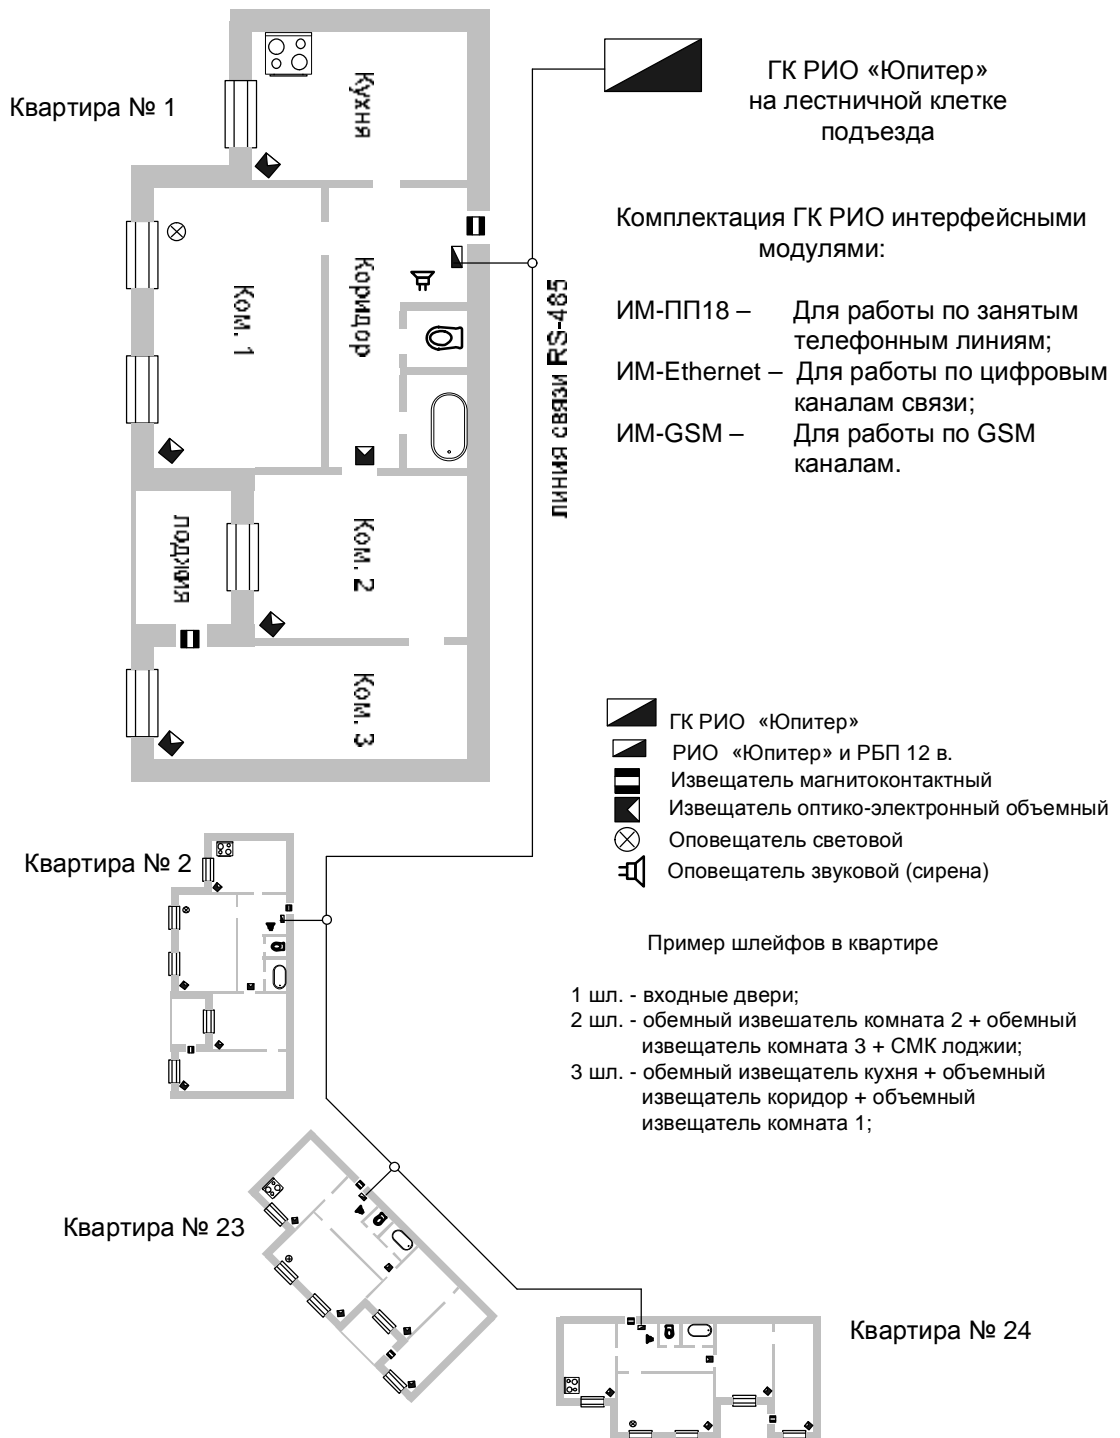 Квартира № 1
Кухня
Ком. 1
Коридор
лоджия
Ком. 2
Ком. 3
линия связи RS-485
ГК РИО «Юпитер»
на лестничной клетке
подъезда
Комплектация ГК РИО интерфейсными
модулями:
ИМ-ПП18 – Для работы по занятым
телефонным линиям;
ИМ-Ethernet – Для работы по цифровым
каналам связи;
ИМ-GSM – Для работы по GSM
каналам.
ГК РИО «Юпитер»
РИО «Юпитер» и РБП 12 в.
Извещатель магнитоконтактный
Извещатель оптико-электронный объемный
Оповещатель световой
Оповещатель звуковой (сирена)
Квартира № 2
Пример шлейфов в квартире
1 шл. - входные двери;
2 шл. - обемный извешатель комната 2 + обемный
извещатель комната 3 + СМК лоджии;
3 шл. - обемный извещатель кухня + объемный
извещатель коридор + объемный
извещатель комната 1;
Квартира № 23
Квартира № 24